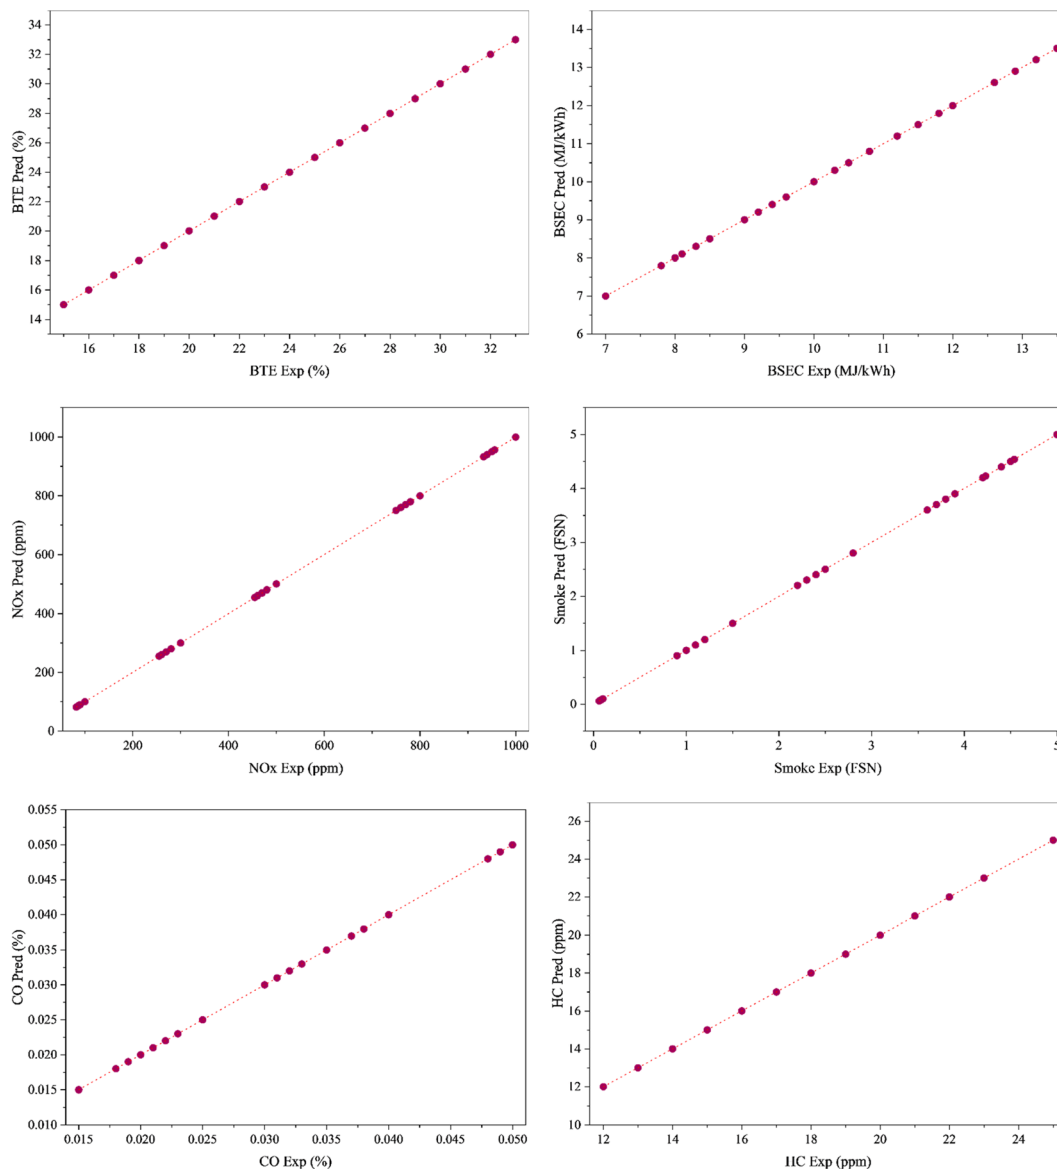 34
32
30
28
26
24
22
20
18
16
14
BTE Pred (%)
16 18 20 22 24 26 28 30 32
BTE Exp (%)
14
13
12
11
10
9
8
7
6
BSEC Pred (MJ/kWh)
7 8 9 10 11 12 13
BSEC Exp (MJ/kWh)
1000
800
600
400
200
0
NOx Pred (ppm)
200 400 600 800 1000
NOx Exp (ppm)
5
4
3
2
1
0
Smoke Pred (FSN)
0 1 2 3 4 5
Smoke Exp (FSN)
0.055
0.050
0.045
0.040
0.035
0.030
0.025
0.020
0.015
0.010
CO Pred (%)
0.015 0.020 0.025 0.030 0.035 0.040 0.045 0.050
CO Exp (%)
26
24
22
20
18
16
14
12
10
HC Pred (ppm)
12 14 16 18 20 22 24
HC Exp (ppm)